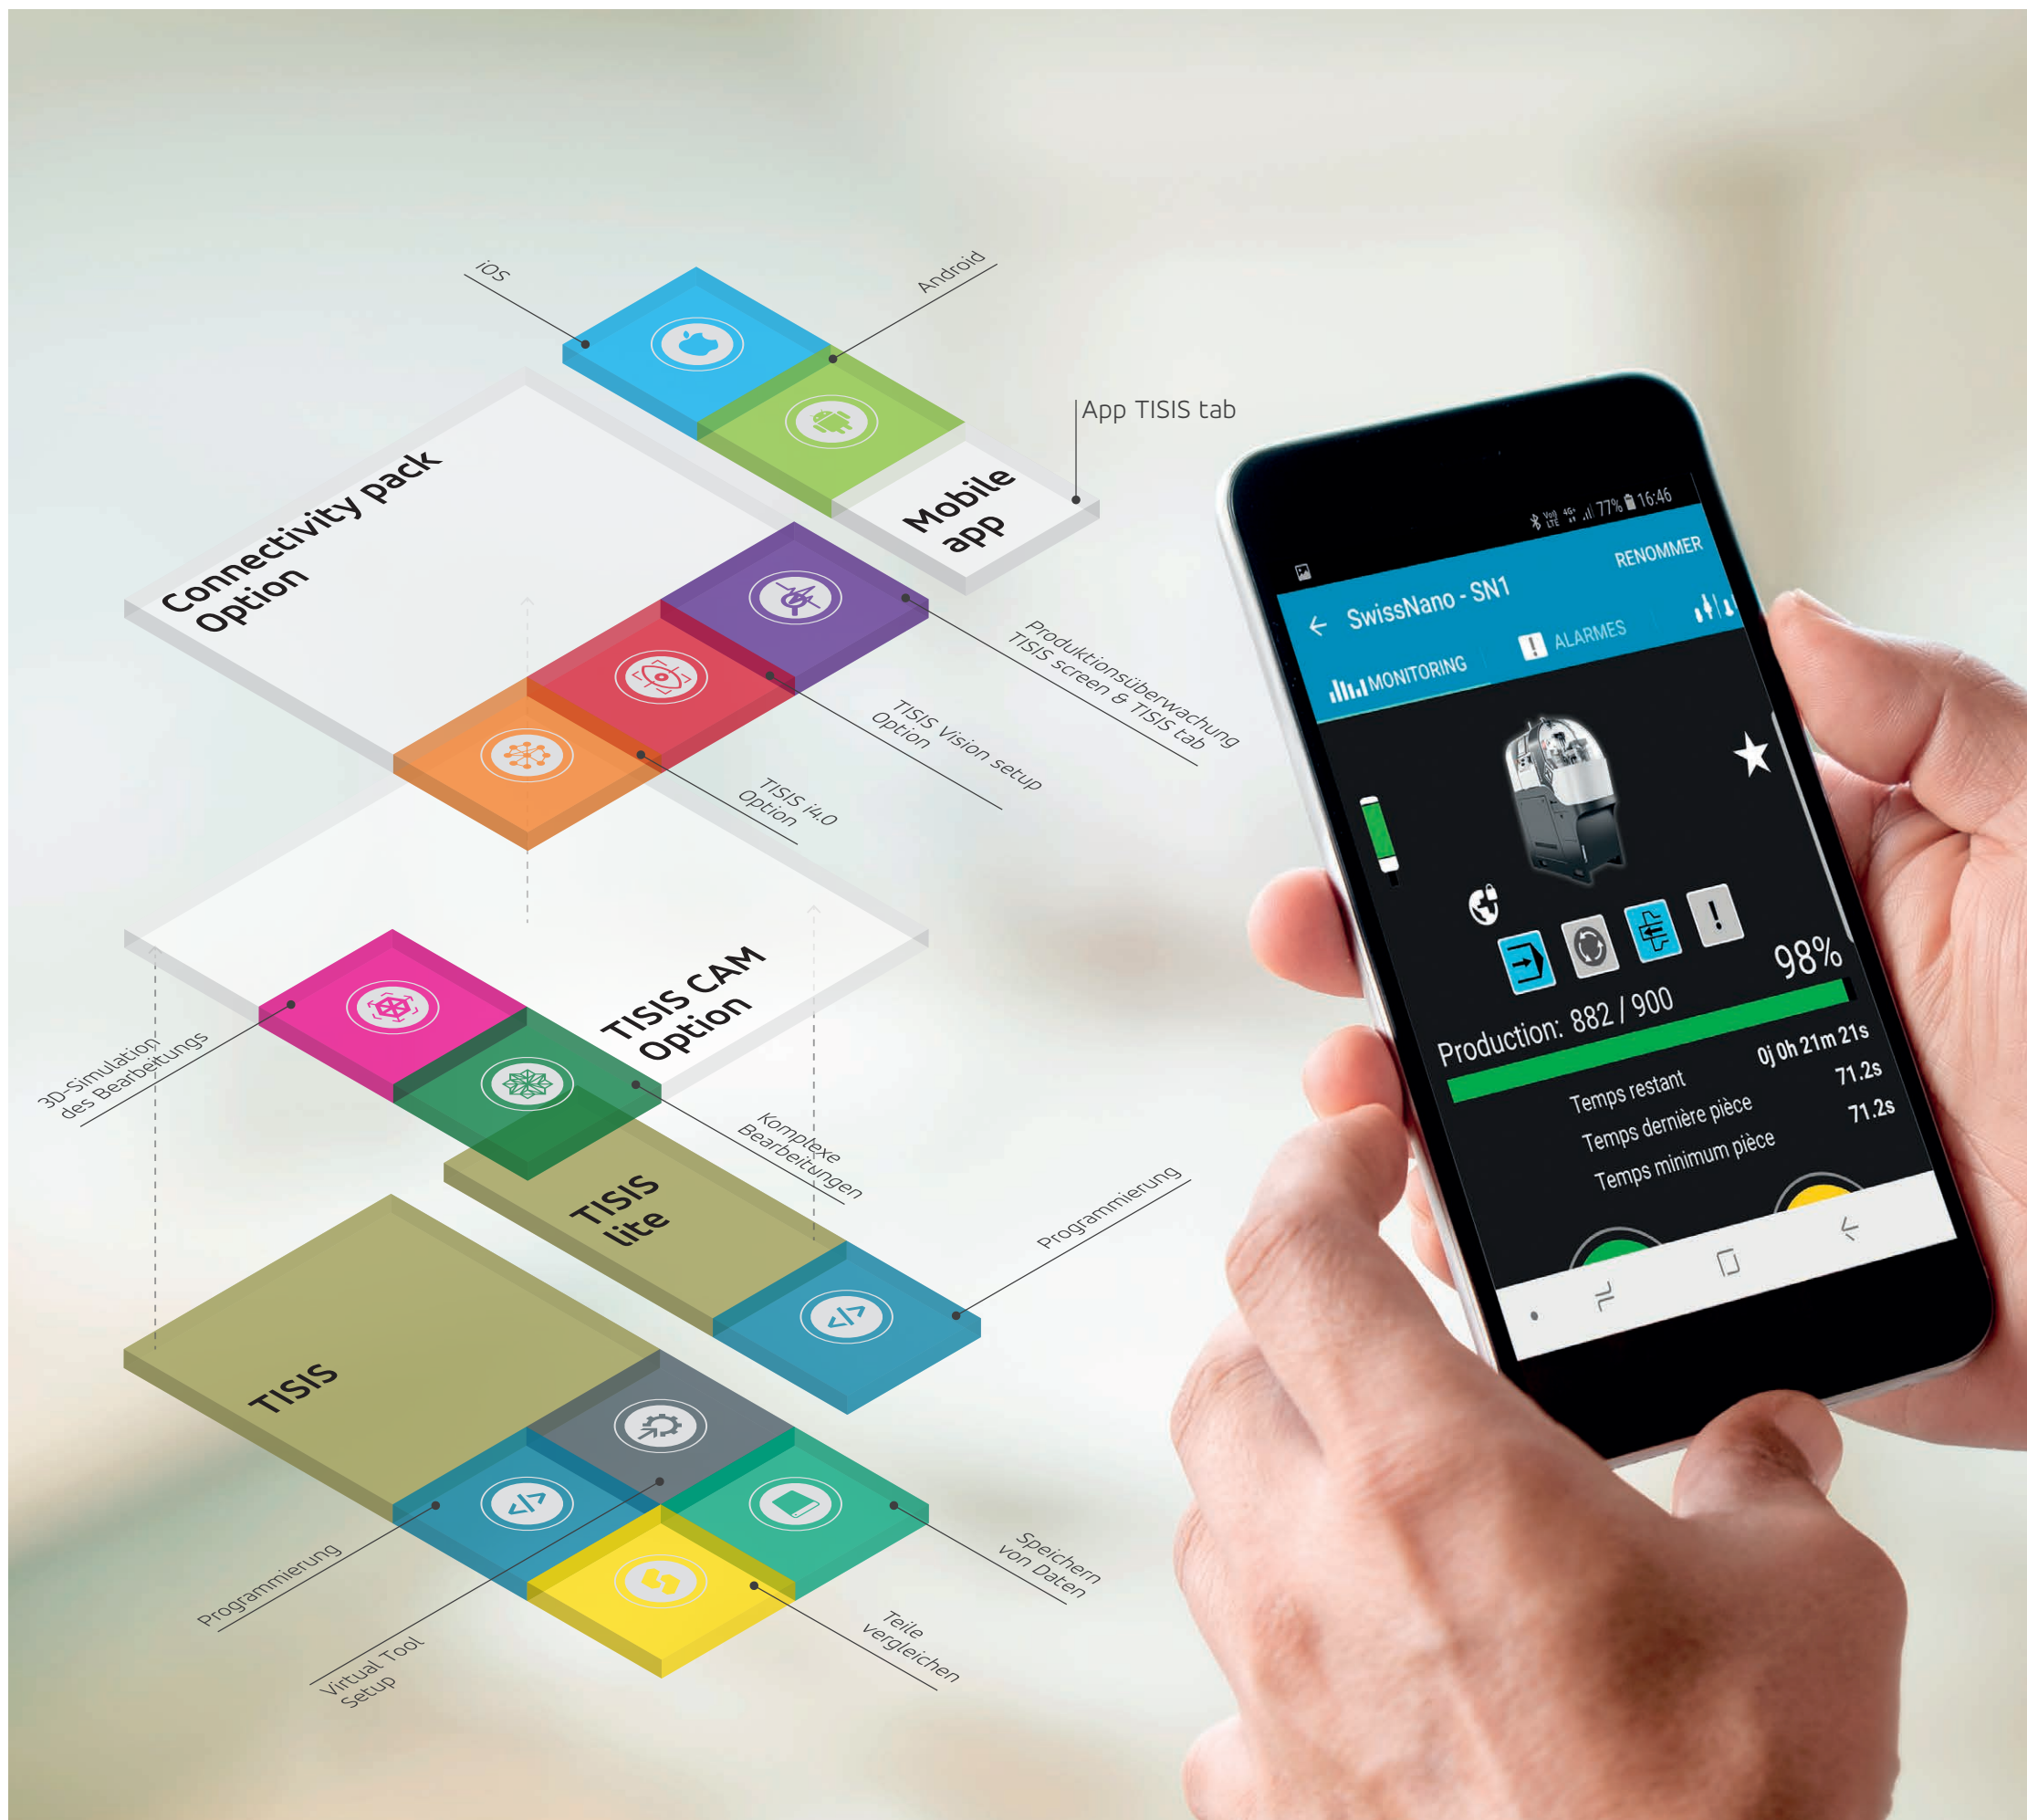 iOS
Android
App TISIS tab
Mobile
app
Connectivity pack
Option
Produktionsüberwachung
TISIS screen & TISIS tab
TISIS Vision setup
Option
TISIS i4.0
Option
TISIS CAM
Option
3D-Simulation
des Bearbeitungs
Komplexe
Bearbeitungen
TISIS
lite
Programmierung
TISIS
Programmierung
Virtual Tool
Setup
Speichern
von Daten
Teile
vergleichen
VoLTE 4G+ 77% 16:46
SwissNano - SN1
RENOMMER
MONITORING
ALARMES
98%
Production: 882 / 900
Temps restant 0j 0h 21m 21s
Temps dernière pièce 71.2s
Temps minimum pièce 71.2s